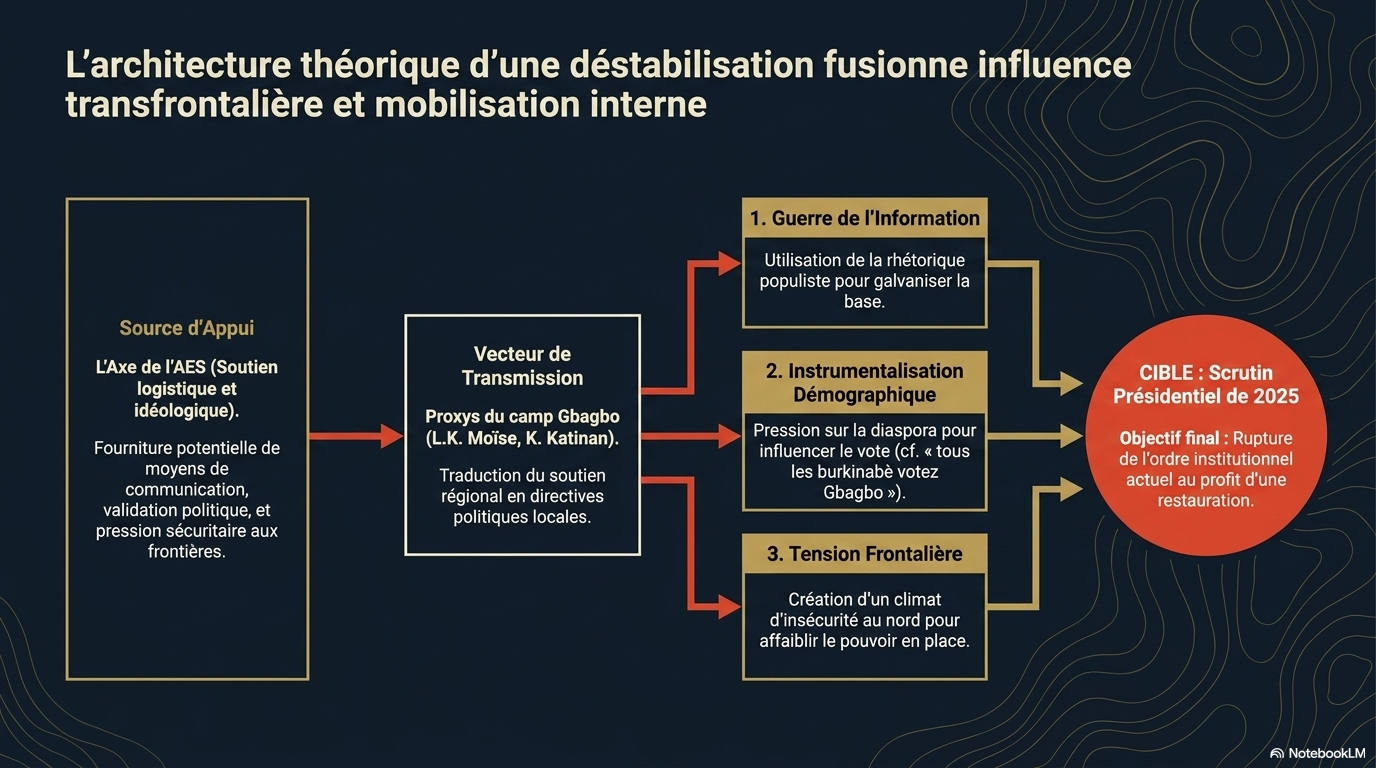 L'architecture théorique d'une déstabilisation fusionne influence
transfrontalière et mobilisation interne
Source d'Appui
L'Axe de l'AES (Soutien
logistique et
idéologique).
Fourniture potentielle de
moyens de
communication,
validation politique, et
pression sécuritaire aux
frontières.
Vecteur de
Transmission
Proxys du camp Gbagbo
(L.K. Moïse, K. Katinan).
Traduction du soutien
régional en directives
politiques locales.
1. Guerre de l'Information
Utilisation de la rhétorique
populiste pour galvaniser la
base.
2. Instrumentalisation
Démographique
Pression sur la diaspora pour
influencer le vote (cf. « tous
les burkinabè votez
Gbagbo »).
3. Tension Frontalière
Création d'un climat
d'insécurité au nord pour
affaiblir le pouvoir en place.
CIBLE : Scrutin
Présidentiel de 2025
Objectif final : Rupture
de l'ordre institutionnel
actuel au profit d'une
restauration.
NotebookLM